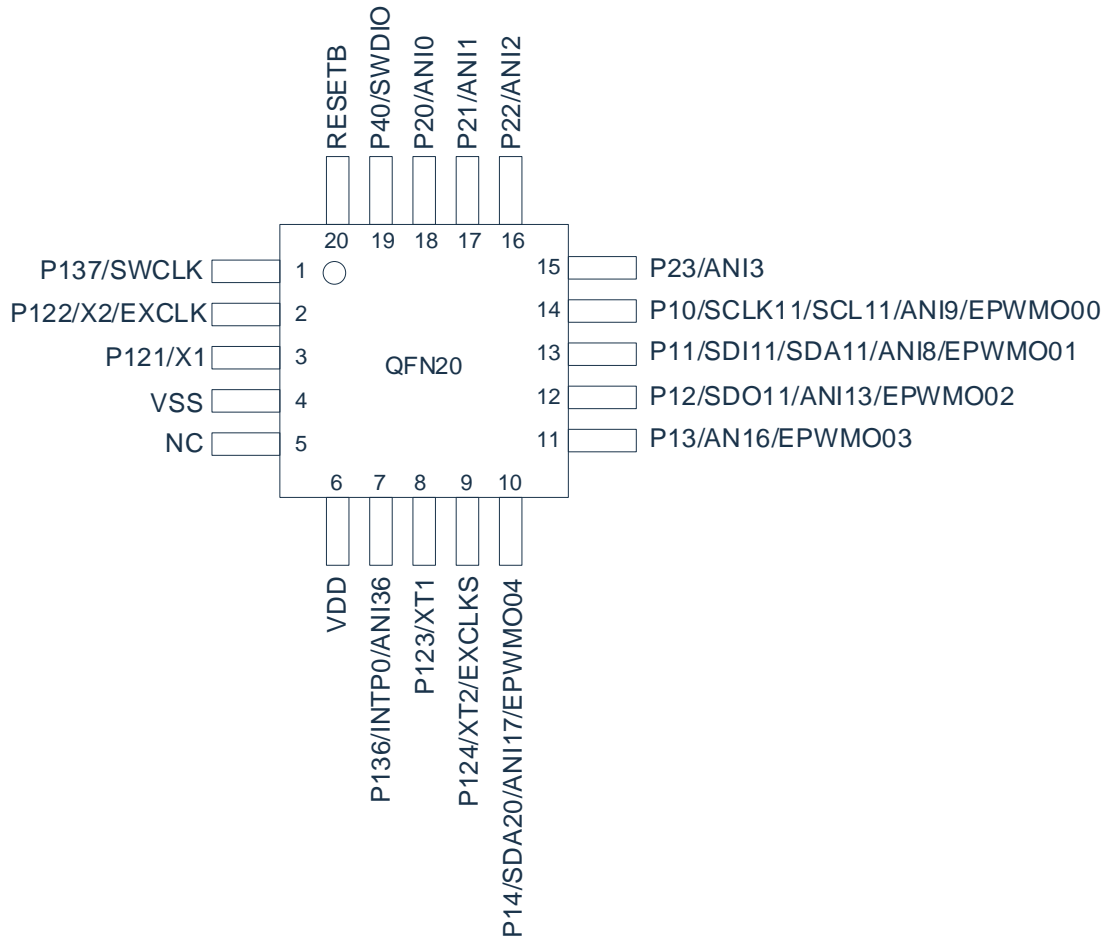 RESETB
P40/SWDIO
P20/ANI0
P21/ANI1
P22/ANI2
20
19
18
17
16
P137/SWCLK
1
P122/X2/EXCLK
2
P121/X1
3
VSS
4
NC
5
QFN20
15
P23/ANI3
14
P10/SCLK11/SCL11/ANI9/EPWMO00
13
P11/SDI11/SDA11/ANI8/EPWMO01
12
P12/SDO11/ANI13/EPWMO02
11
P13/AN16/EPWMO03
6
7
8
9
10
VDD
P136/INTP0/ANI36
P123/XT1
P124/XT2/EXCLKS
P14/SDA20/ANI17/EPWMO04